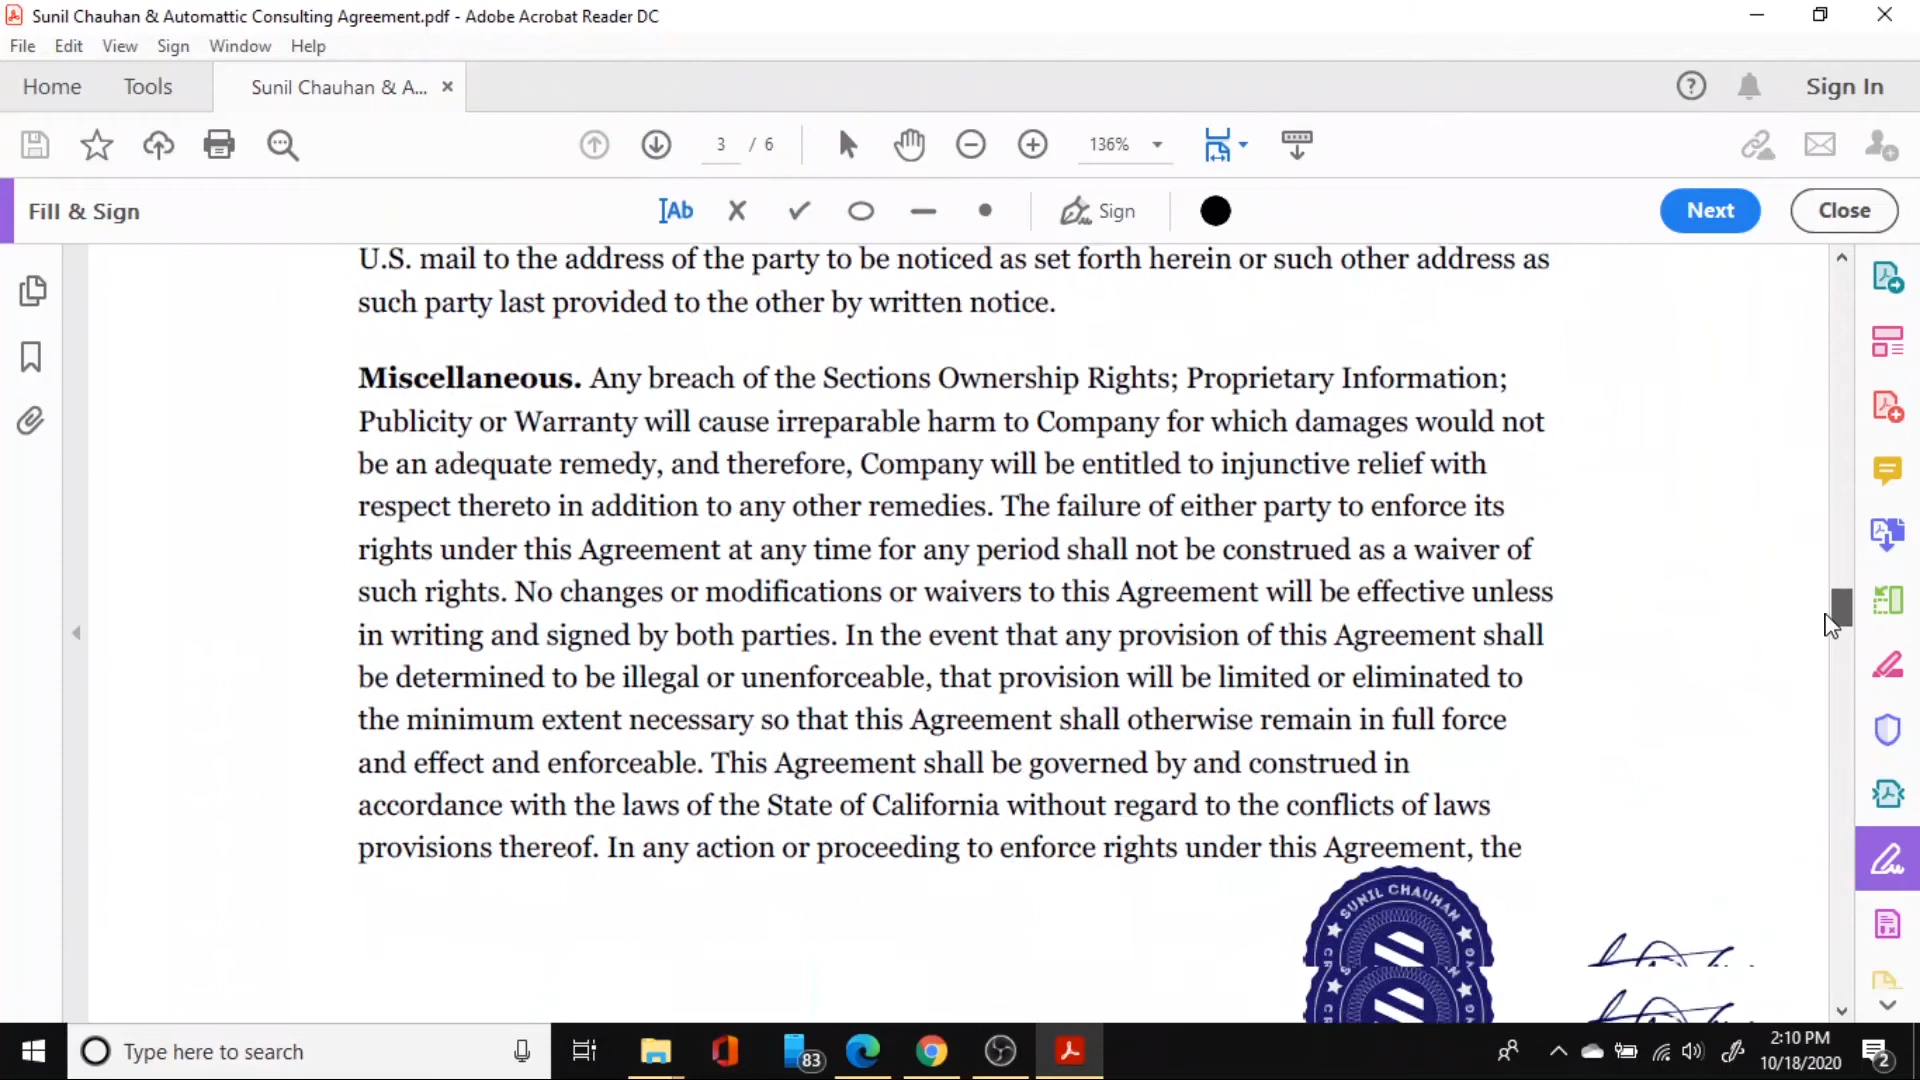 Sunil Chauhan & Automattic Consulting Agreement.pdf - Adobe Acrobat Reader DC
File Edit View Sign Window Help
Home Tools Sunil Chauhan & A... × Sign In
3 / 6 136%
Fill & Sign Ab Sign Next Close
U.S. mail to the address of the party to be noticed as set forth herein or such other address as
such party last provided to the other by written notice.
Miscellaneous. Any breach of the Sections Ownership Rights; Proprietary Information;
Publicity or Warranty will cause irreparable harm to Company for which damages would not
be an adequate remedy, and therefore, Company will be entitled to injunctive relief with
respect thereto in addition to any other remedies. The failure of either party to enforce its
rights under this Agreement at any time for any period shall not be construed as a waiver of
such rights. No changes or modifications or waivers to this Agreement will be effective unless
in writing and signed by both parties. In the event that any provision of this Agreement shall
be determined to be illegal or unenforceable, that provision will be limited or eliminated to
the minimum extent necessary so that this Agreement shall otherwise remain in full force
and effect and enforceable. This Agreement shall be governed by and construed in
accordance with the laws of the State of California without regard to the conflicts of laws
provisions thereof. In any action or proceeding to enforce rights under this Agreement, the
SUNIL CHAUHAN
Type here to search
83
2:10 PM
10/18/2020
2